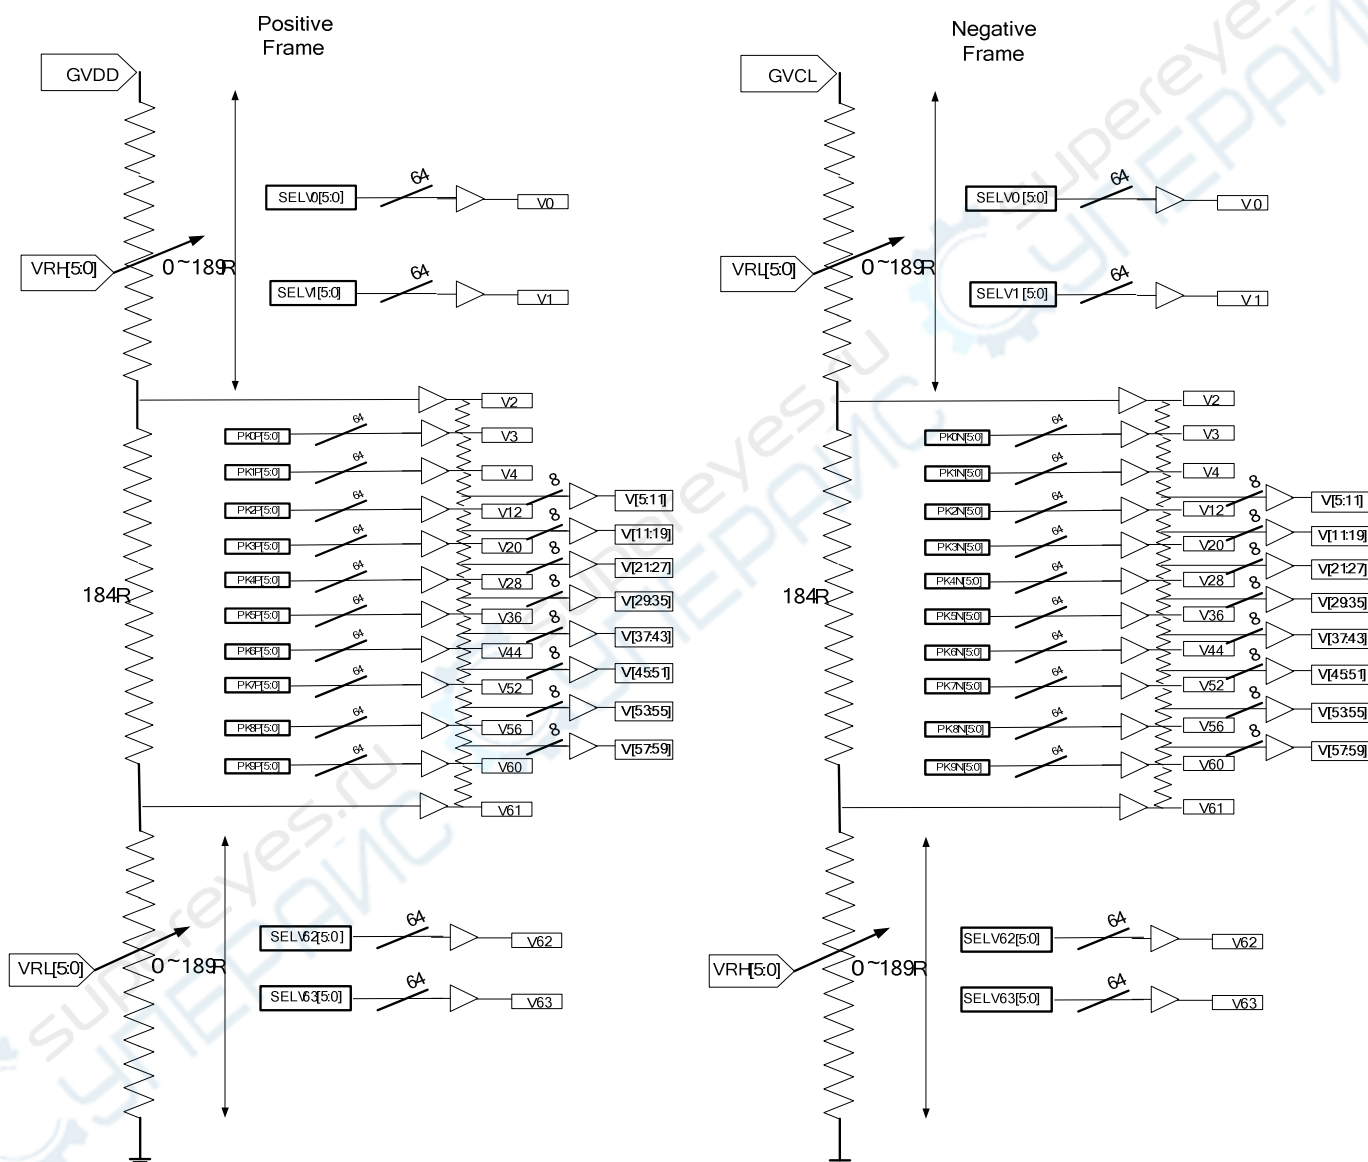 Positive
Frame
GVDD
SELV0[5:0]
64
V0
VRH[5:0]
0~189R
SELV1[5:0]
64
V1
V2
PK0P[5:0]
64
V3
PK1P[5:0]
64
V4
8
V[5:11]
PK2P[5:0]
64
V12
8
V[11:19]
PK3P[5:0]
64
V20
8
V[21:27]
PK4P[5:0]
64
V28
8
V[29:35]
184R
PK5P[5:0]
64
V36
8
V[37:43]
PK6P[5:0]
64
V44
8
V[45:51]
PK7P[5:0]
64
V52
8
V[53:55]
PK8P[5:0]
64
V56
8
V[57:59]
PK9P[5:0]
64
V60
V61
SELV62[5:0]
64
V62
VRL[5:0]
0~189R
SELV63[5:0]
64
V63
Negative
Frame
GVCL
SELV0[5:0]
64
V0
VRL[5:0]
0~189R
SELV1[5:0]
64
V1
V2
PK0N[5:0]
64
V3
PK1N[5:0]
64
V4
8
V[5:11]
PK2N[5:0]
64
V12
8
V[11:19]
PK3N[5:0]
64
V20
8
V[21:27]
PK4N[5:0]
64
V28
8
V[29:35]
184R
PK5N[5:0]
64
V36
8
V[37:43]
PK6N[5:0]
64
V44
8
V[45:51]
PK7N[5:0]
64
V52
8
V[53:55]
PK8N[5:0]
64
V56
8
V[57:59]
PK9N[5:0]
64
V60
V61
SELV62[5:0]
64
V62
VRH[5:0]
0~189R
SELV63[5:0]
64
V63
supereyes.ru
СУПЕРАЙС
supereyes.ru
СУПЕРАЙС